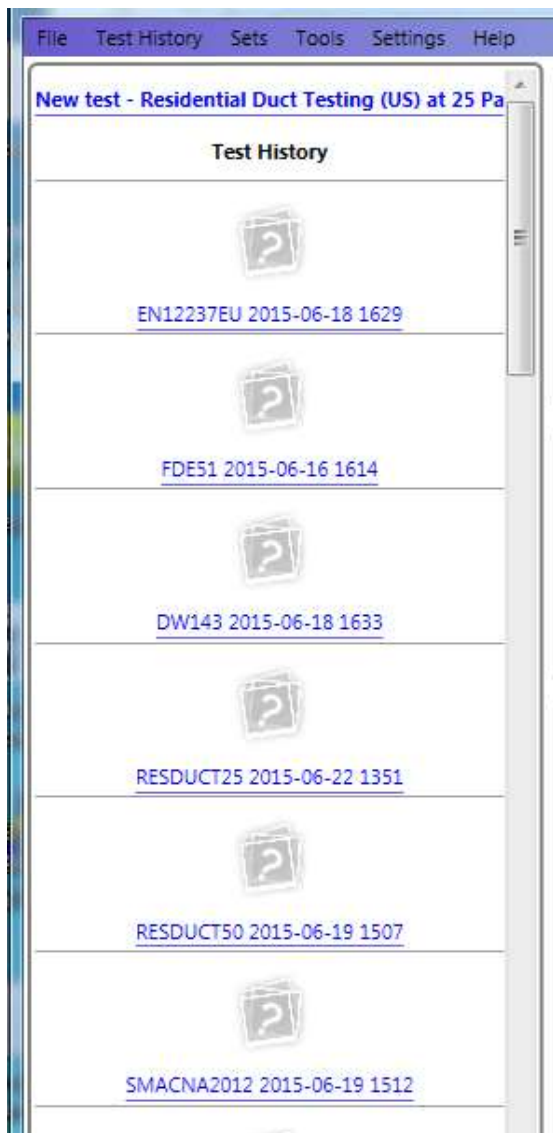 File Test History Sets Tools Settings Help
New test - Residential Duct Testing (US) at 25 Pa
Test History
?
EN12237EU 2015-06-18 1629
?
FDE51 2015-06-16 1614
?
DW143 2015-06-18 1633
?
RESDUCT25 2015-06-22 1351
?
RESDUCT50 2015-06-19 1507
?
SMACNA2012 2015-06-19 1512